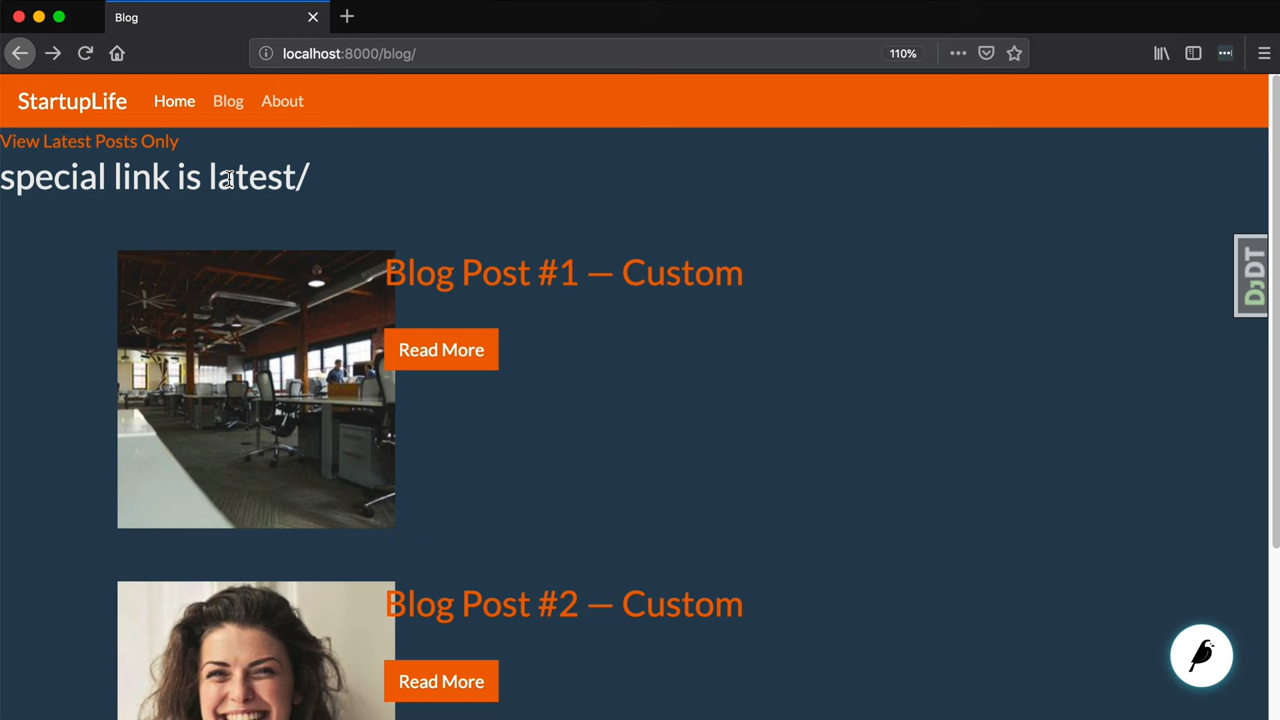 Blog
localhost:8000/blog/
110%
StartupLife Home Blog About
View Latest Posts Only
special link is latest/
Blog Post #1 — Custom
Read More
DjDT
Blog Post #2 — Custom
Read More